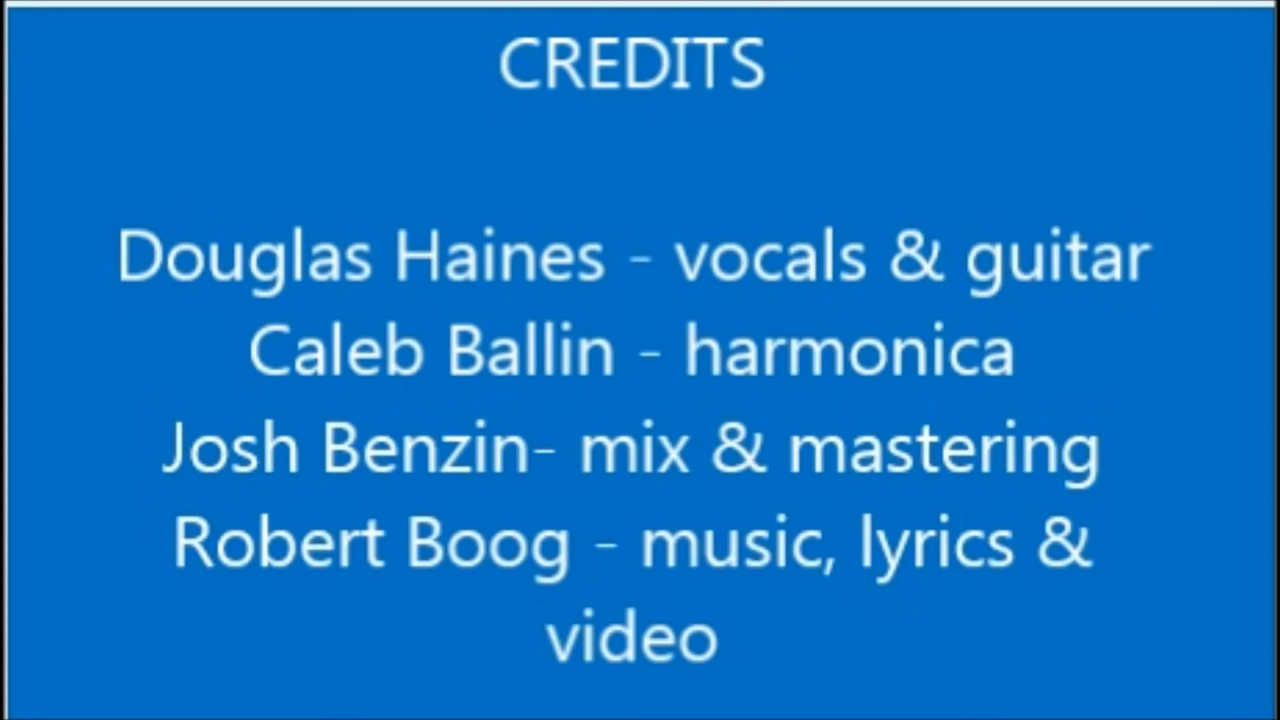 CREDITS
Douglas Haines - vocals & guitar
Caleb Ballin - harmonica
Josh Benzin- mix & mastering
Robert Boog - music, lyrics &
video